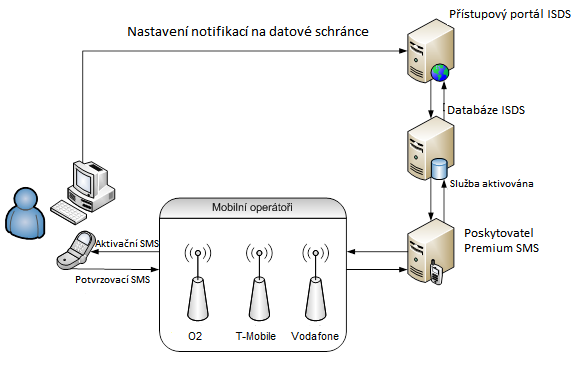 Nastavení notifikací na datové schránce
Přístupový portál ISDS
Databáze ISDS
Služba aktivována
Mobilní operátoři
Aktivační SMS
Potvrzovací SMS
Poskytovatel
Premium SMS
O2
T-Mobile
Vodafone